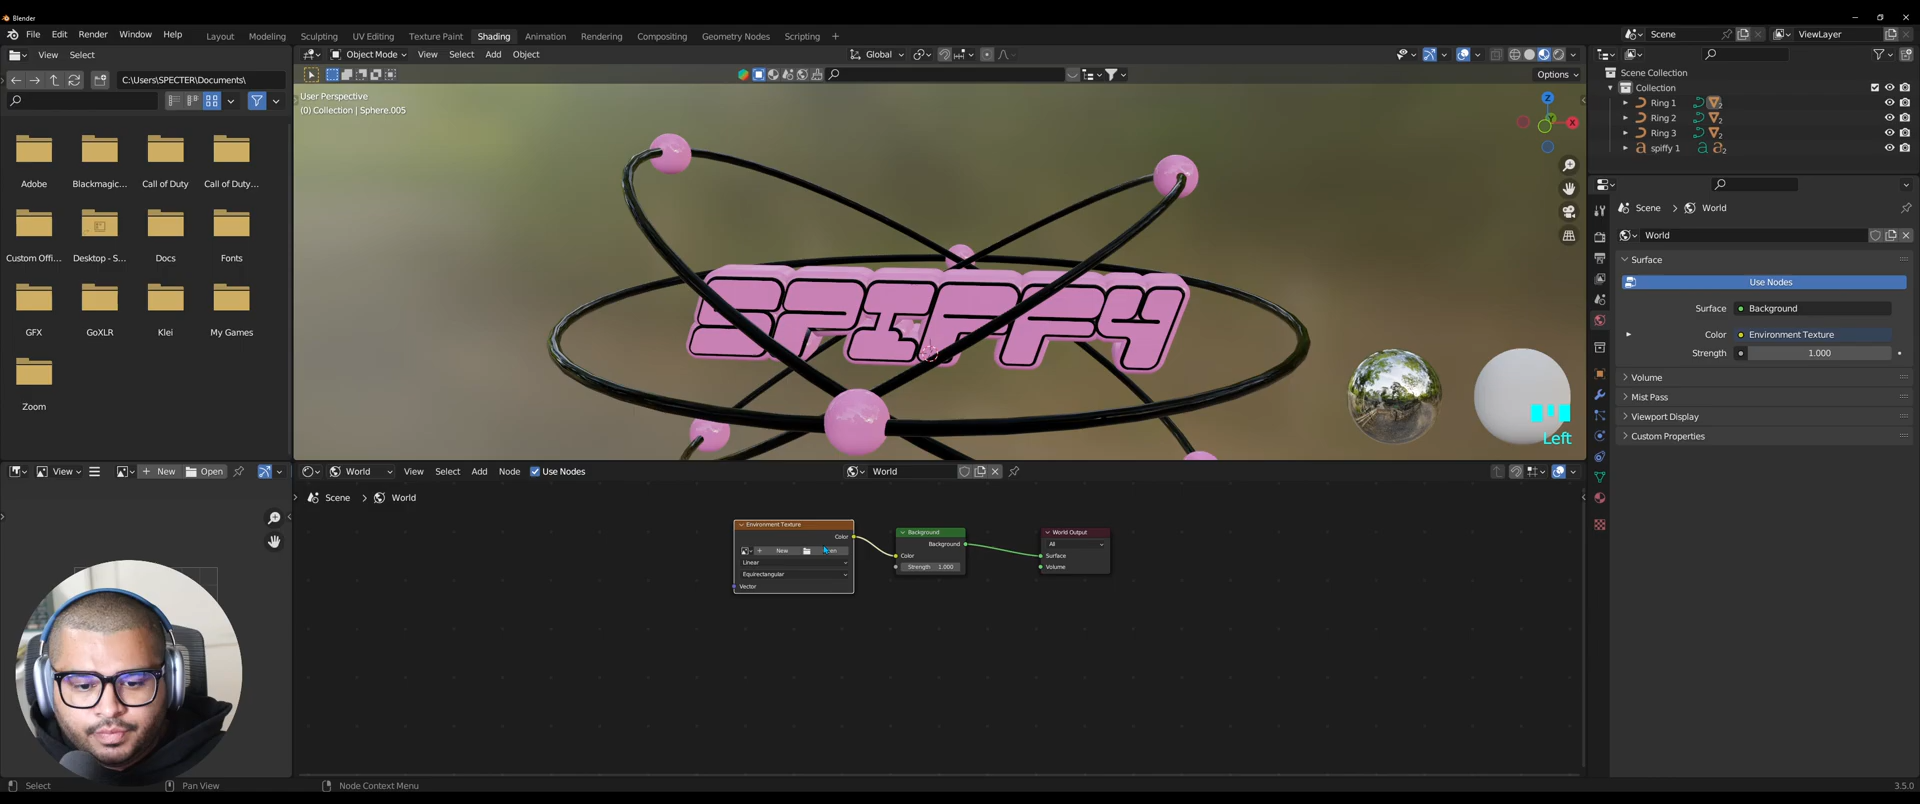 Blender
File Edit Render Window Help
Layout Modeling Sculpting UV Editing Texture Paint Shading Animation Rendering Compositing Geometry Nodes Scripting +
Scene
ViewLayer
View Select
Object Mode View Select Add Object
Global
C:\Users\SPECTER\Documents\
Options
User Perspective
(0) Collection | Sphere.005
Z
X
Scene Collection
Collection
Ring 1
Ring 2
Ring 3
spiffy 1
Adobe
Blackmagic...
Call of Duty
Call of Duty...
Custom Offi...
Desktop - S...
Docs
Fonts
GFX
GoXLR
Klei
My Games
Zoom
SPIFFY
Left
Scene > World
World
Surface
Use Nodes
Surface Background
Color Environment Texture
Strength 1.000
Volume
Mist Pass
Viewport Display
Custom Properties
View
New Open
World View Select Add Node Use Nodes
World
Scene > World
Environment Texture
Color
New
Linear
Equirectangular
Vector
Background
Background
Color
Strength 1.000
World Output
All
Surface
Volume
Select
Pan View
Node Context Menu
3.5.0